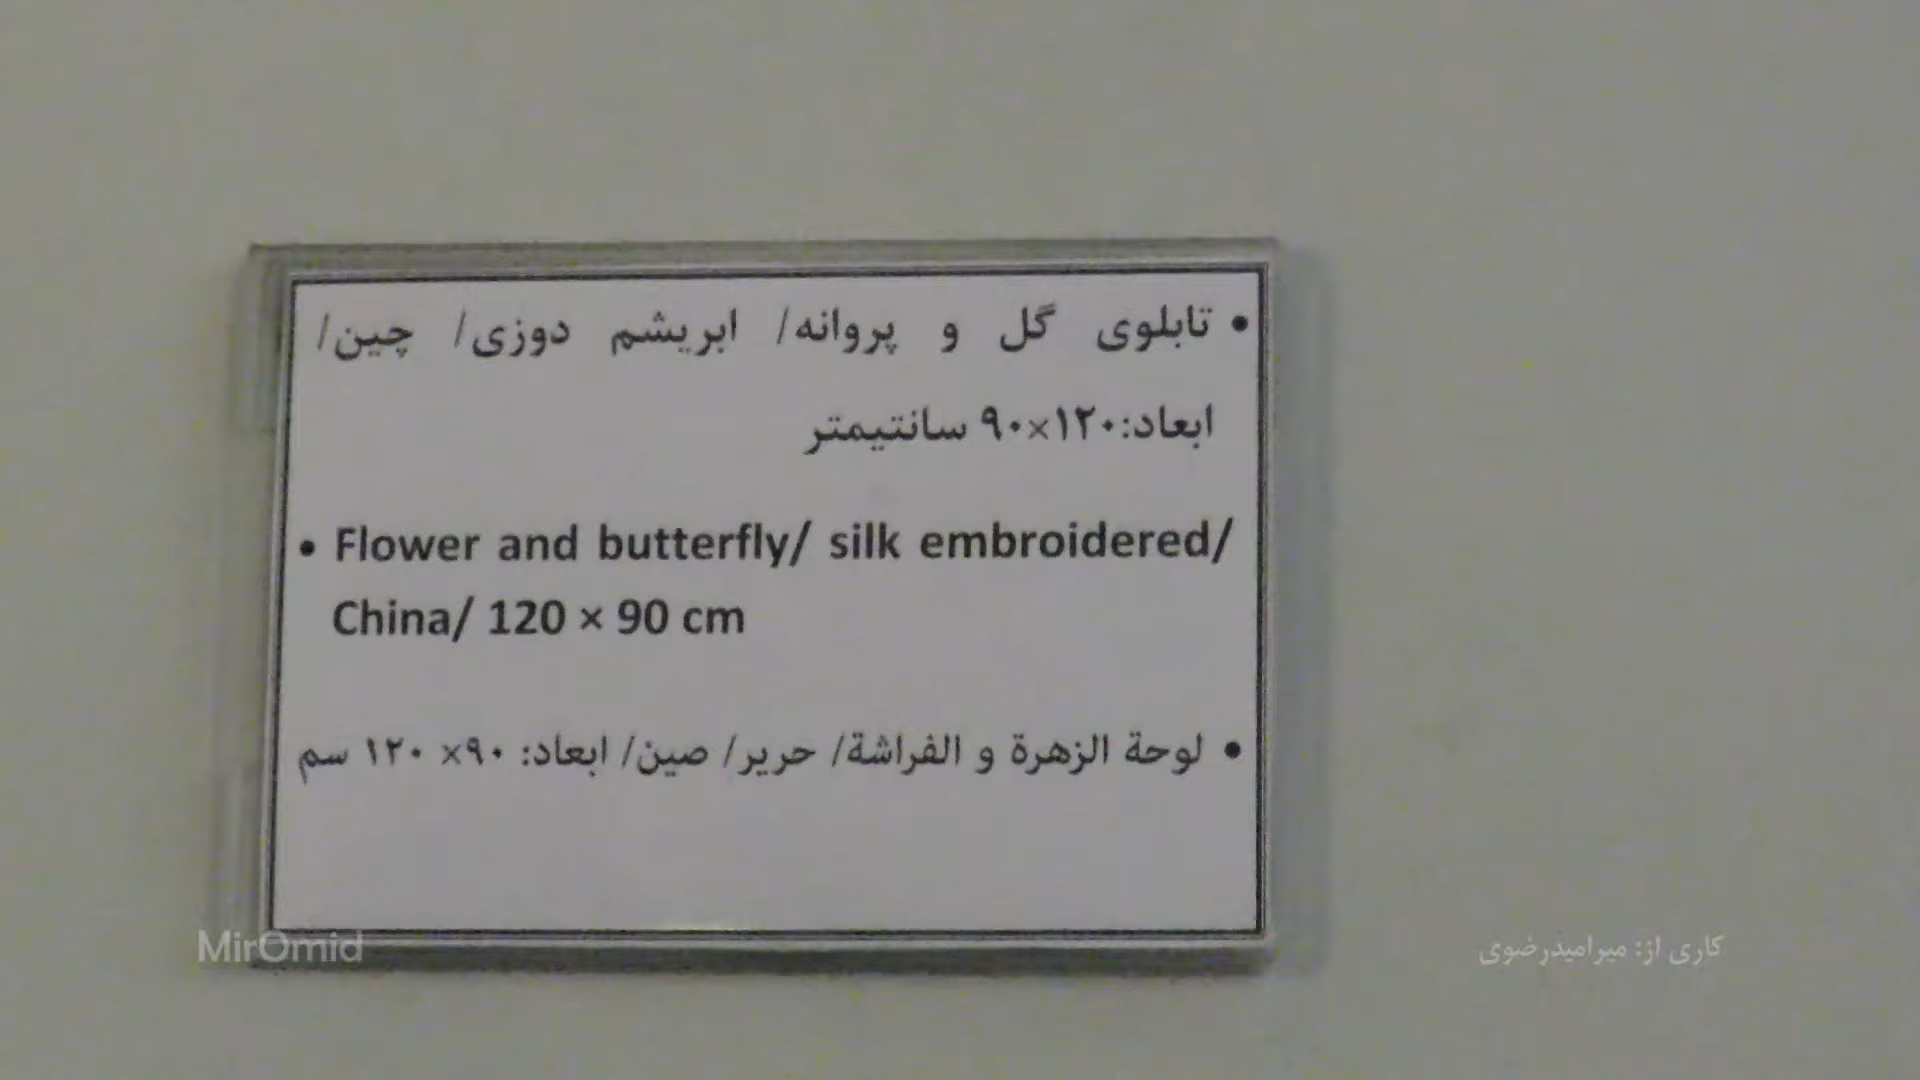 • تابلوی گل و پروانه/ ابریشم دوزی/ چین/
ابعاد:۱۲۰×۹۰ سانتیمتر
• Flower and butterfly/ silk embroidered/
China/ 120 × 90 cm
• لوحة الزهرة و الفراشة/ حریر/ صین/ ابعاد: ۹۰× ۱۲۰ سم
MirOmid
کاری از: میرامیدرضوی